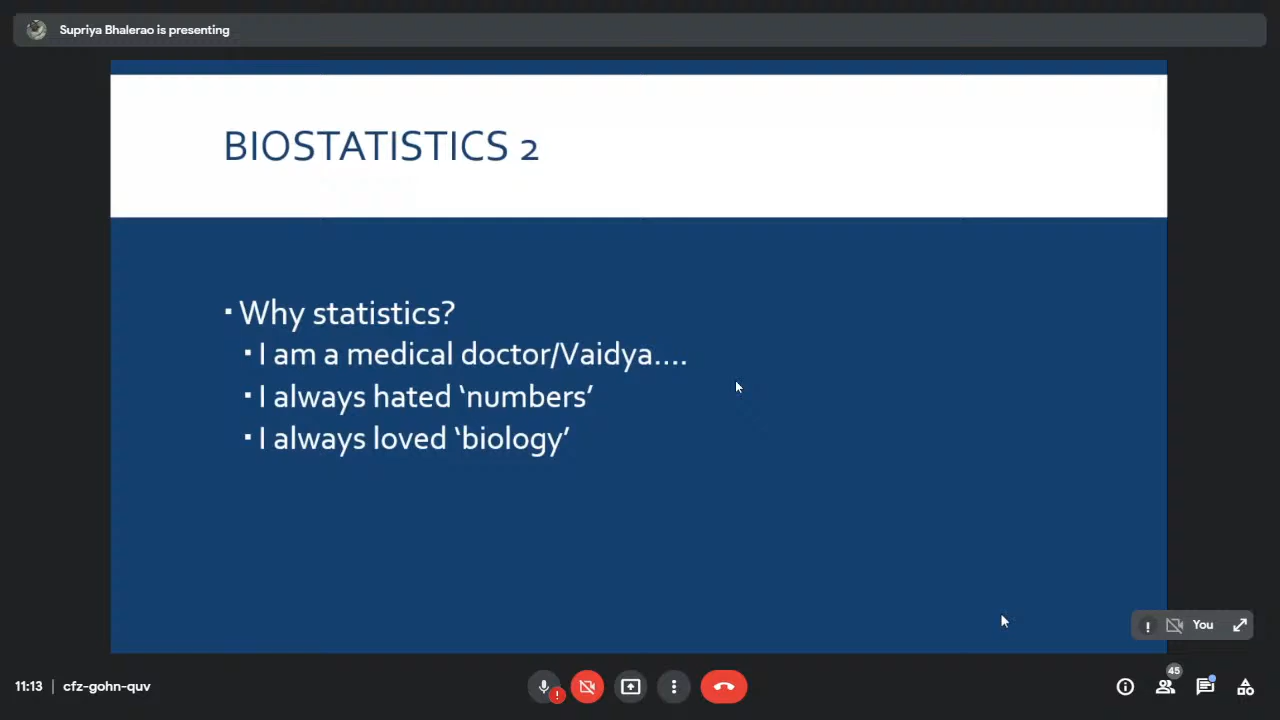 Supriya Bhalerao is presenting
BIOSTATISTICS 2
▪ Why statistics?
▪ I am a medical doctor/Vaidya....
▪ I always hated ‘numbers’
▪ I always loved ‘biology’
You
45
11:13 | cfz-gohn-quv